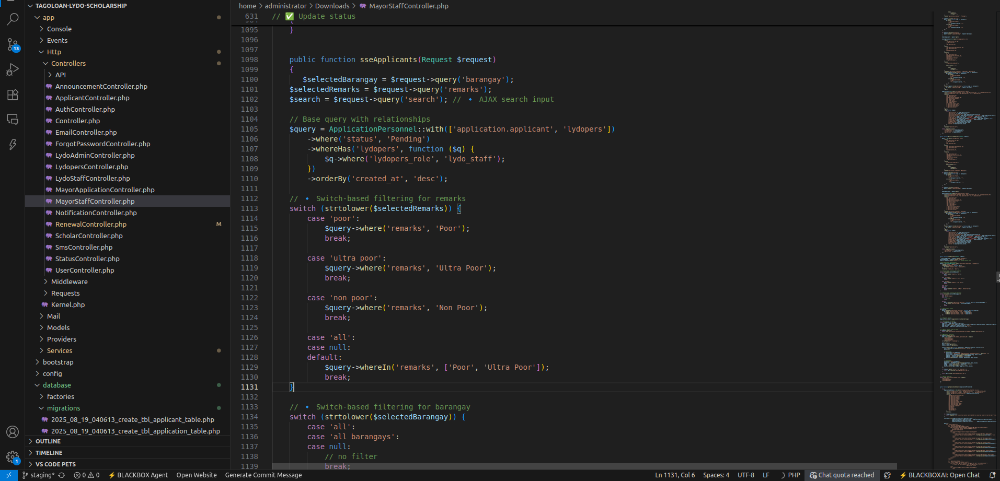 TAGOLOAN-LYDO-SCHOLARSHIP
app
Console
Events
Http
Controllers
API
AnnouncementController.php
ApplicantController.php
AuthController.php
Controller.php
EmailController.php
ForgotPasswordController.php
LydoAdminController.php
LydopersController.php
LydoStaffController.php
MayorApplicationController.php
MayorStaffController.php
NotificationController.php
RenewalController.php M
ScholarController.php
SmsController.php
StatusController.php
UserController.php
Middleware
Requests
Kernel.php
Mail
Models
Providers
Services
bootstrap
config
database
factories
migrations
2025_08_19_040613_create_tbl_applicant_table.php
2025_08_19_040613_create_tbl_application_table.php
OUTLINE
TIMELINE
VS CODE PETS
13
1
home > administrator > Downloads > MayorStaffController.php
631 // ✅ Update status
1095 }
1096
1097
1098 public function sseApplicants(Request $request)
1099 {
1100 $selectedBarangay = $request->query('barangay');
1101 $selectedRemarks = $request->query('remarks');
1102 $search = $request->query('search'); // 🔹 AJAX search input
1103
1104 // Base query with relationships
1105 $query = ApplicationPersonnel::with(['application.applicant', 'lydopers'])
1106 ->where('status', 'Pending')
1107 ->whereHas('lydopers', function ($q) {
1108 $q->where('lydopers_role', 'lydo_staff');
1109 })
1110 ->orderBy('created_at', 'desc');
1111
1112 // 🔹 Switch-based filtering for remarks
1113 switch (strtolower($selectedRemarks)) {
1114 case 'poor':
1115 $query->where('remarks', 'Poor');
1116 break;
1117
1118 case 'ultra poor':
1119 $query->where('remarks', 'Ultra Poor');
1120 break;
1121
1122 case 'non poor':
1123 $query->where('remarks', 'Non Poor');
1124 break;
1125
1126 case 'all':
1127 case null:
1128 default:
1129 $query->whereIn('remarks', ['Poor', 'Ultra Poor']);
1130 break;
1131 }
1132
1133 // 🔹 Switch-based filtering for barangay
1134 switch (strtolower($selectedBarangay)) {
1135 case 'all':
1136 case 'all barangays':
1137 case null:
1138 // no filter
1139 break;
staging* 0 0 BLACKBOX Agent Open Website Generate Commit Message Ln 1131, Col 6 Spaces: 4 UTF-8 LF PHP Chat quota reached BLACKBOXAI: Open Chat